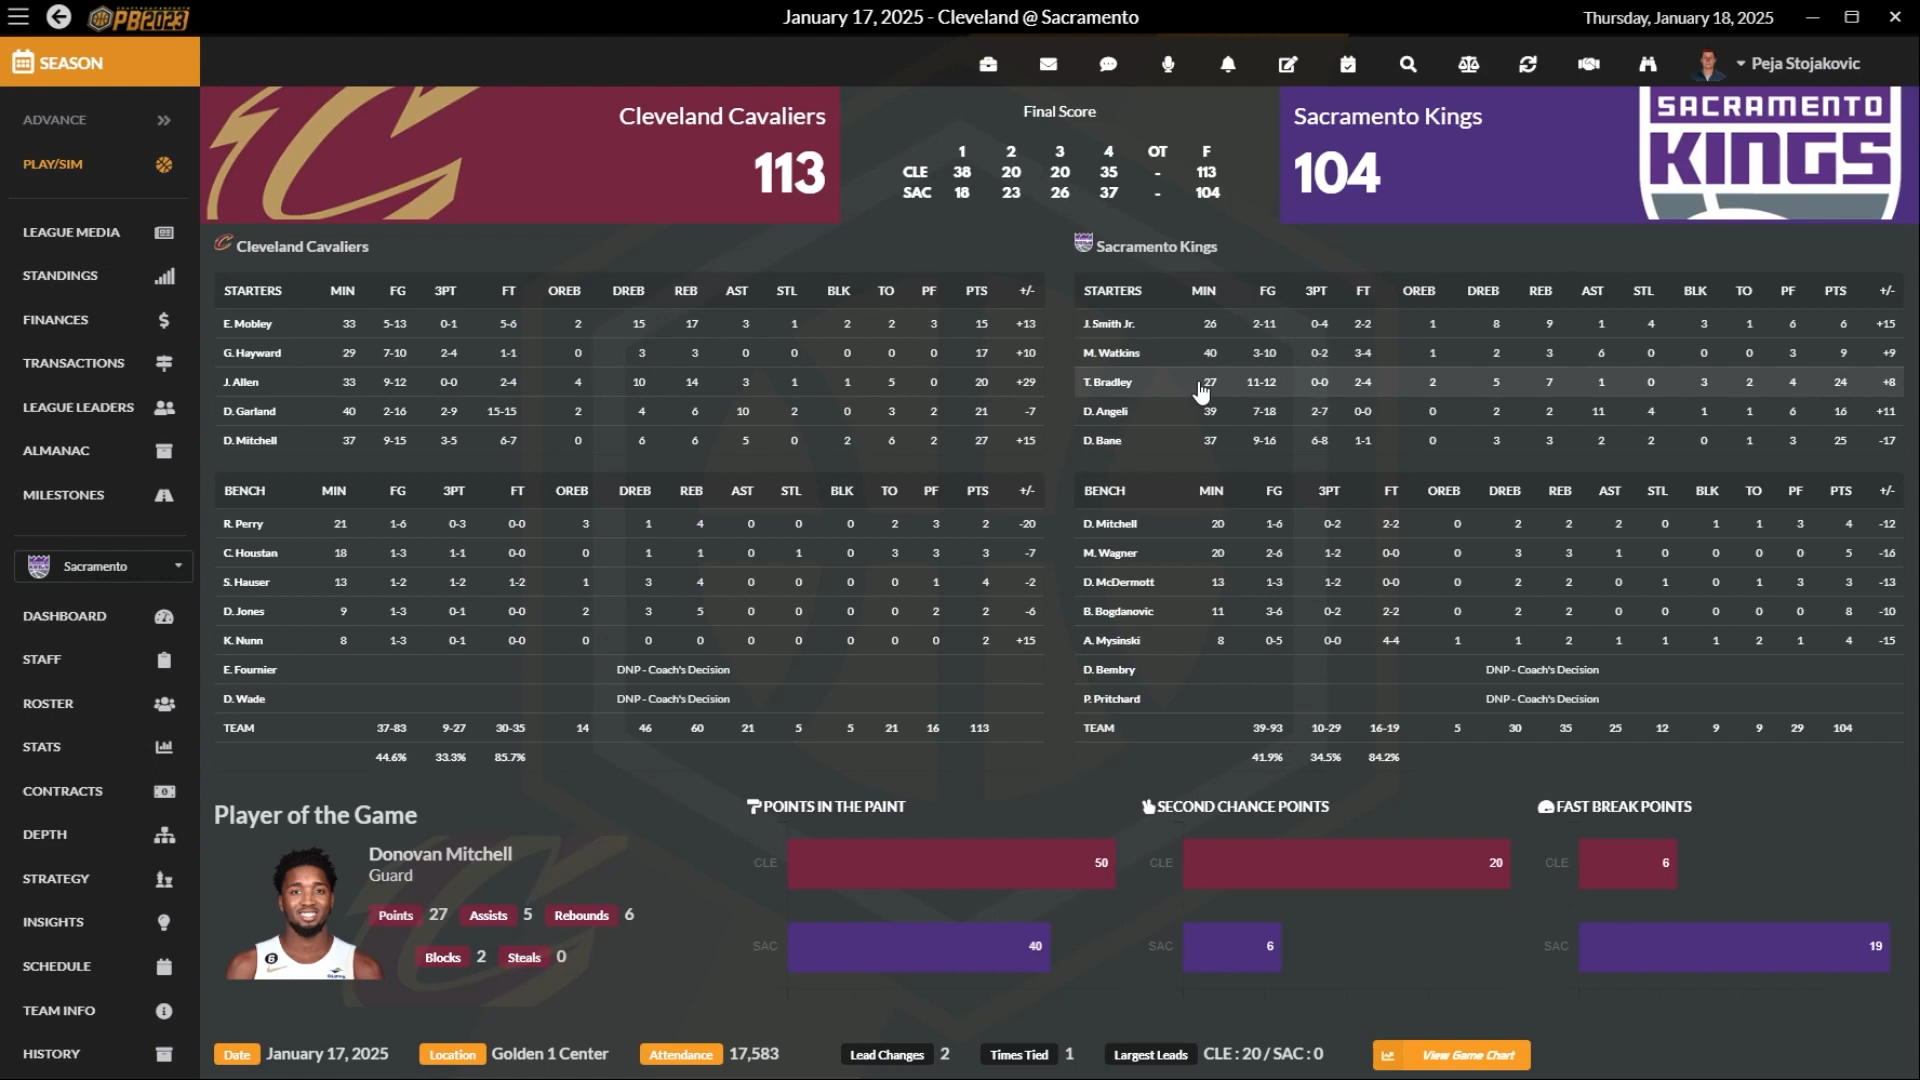 PB2023
January 17, 2025 - Cleveland @ Sacramento
Thursday, January 18, 2025
SEASON
Peja Stojakovic
ADVANCE
PLAY/SIM
LEAGUE MEDIA
STANDINGS
FINANCES
TRANSACTIONS
LEAGUE LEADERS
ALMANAC
MILESTONES
Sacramento
DASHBOARD
STAFF
ROSTER
STATS
CONTRACTS
DEPTH
STRATEGY
INSIGHTS
SCHEDULE
TEAM INFO
HISTORY
Cleveland Cavaliers
113
Final Score
1 2 3 4 OT F
CLE 38 20 20 35 - 113
SAC 18 23 26 37 - 104
Sacramento Kings
104
SACRAMENTO
KINGS
Cleveland Cavaliers
STARTERS MIN FG 3PT FT OREB DREB REB AST STL BLK TO PF PTS +/-
E. Mobley 33 5-13 0-1 5-6 2 15 17 3 1 2 2 3 15 +13
G. Hayward 29 7-10 2-4 1-1 0 3 3 0 0 0 0 0 17 +10
J. Allen 33 9-12 0-0 2-4 4 10 14 3 1 1 5 0 20 +29
D. Garland 40 2-16 2-9 15-15 2 4 6 10 2 0 3 2 21 -7
D. Mitchell 37 9-15 3-5 6-7 0 6 6 5 0 2 6 2 27 +15
BENCH MIN FG 3PT FT OREB DREB REB AST STL BLK TO PF PTS +/-
R. Perry 21 1-6 0-3 0-0 3 1 4 0 0 0 2 3 2 -20
C. Houstan 18 1-3 1-1 0-0 0 1 1 0 1 0 3 3 3 -7
S. Hauser 13 1-2 1-2 1-2 1 3 4 0 0 0 0 1 4 -2
D. Jones 9 1-3 0-1 0-0 2 3 5 0 0 0 0 2 2 -6
K. Nunn 8 1-3 0-1 0-0 0 0 0 0 0 0 0 0 2 +15
E. Fournier DNP - Coach's Decision
D. Wade DNP - Coach's Decision
TEAM 37-83 9-27 30-35 14 46 60 21 5 5 21 16 113
44.6% 33.3% 85.7%
Sacramento Kings
STARTERS MIN FG 3PT FT OREB DREB REB AST STL BLK TO PF PTS +/-
J. Smith Jr. 26 2-11 0-4 2-2 1 8 9 1 4 3 1 6 6 +15
M. Watkins 40 3-10 0-2 3-4 1 2 3 6 0 0 0 3 9 +9
T. Bradley 27 11-12 0-0 2-4 2 5 7 1 0 3 2 4 24 +8
D. Angeli 39 7-18 2-7 0-0 0 2 2 11 4 1 1 6 16 +11
D. Bane 37 9-16 6-8 1-1 0 3 3 2 2 0 1 3 25 -17
BENCH MIN FG 3PT FT OREB DREB REB AST STL BLK TO PF PTS +/-
D. Mitchell 20 1-6 0-2 2-2 0 2 2 2 0 1 1 3 4 -12
M. Wagner 20 2-6 1-2 0-0 0 3 3 1 0 0 0 0 5 -16
D. McDermott 13 1-3 1-2 0-0 0 2 2 0 1 0 1 3 3 -13
B. Bogdanovic 11 3-6 0-2 2-2 0 2 2 0 0 0 0 0 8 -10
A. Mysinski 8 0-5 0-0 4-4 1 1 2 1 1 1 2 1 4 -15
D. Bembry DNP - Coach's Decision
P. Pritchard DNP - Coach's Decision
TEAM 39-93 10-29 16-19 5 30 35 25 12 9 9 29 104
41.9% 34.5% 84.2%
Player of the Game
Donovan Mitchell
Guard
Points 27 Assists 5 Rebounds 6
Blocks 2 Steals 0
6
POINTS IN THE PAINT
CLE 50
SAC 40
SECOND CHANCE POINTS
CLE 20
SAC 6
FAST BREAK POINTS
CLE 6
SAC 19
Date January 17, 2025 Location Golden 1 Center Attendance 17,583 Lead Changes 2 Times Tied 1 Largest Leads CLE : 20 / SAC : 0 View Game Chart